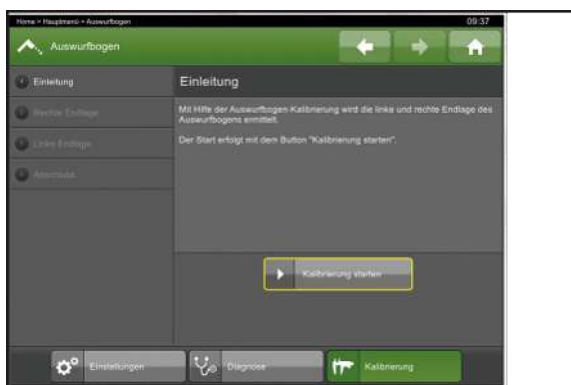 Home > Hauptmenü > Auswurfbogen
09:37
Auswurfbogen
Einleitung
Rechte Endlage
Linke Endlage
Abschluss
Einleitung
Mit Hilfe der Auswurfbogen-Kalibrierung wird die linke und rechte Endlage des
Auswurfbogens ermittelt.
Der Start erfolgt mit dem Button "Kalibrierung starten".
Kalibrierung starten
Einstellungen
Diagnose
Kalibrierung